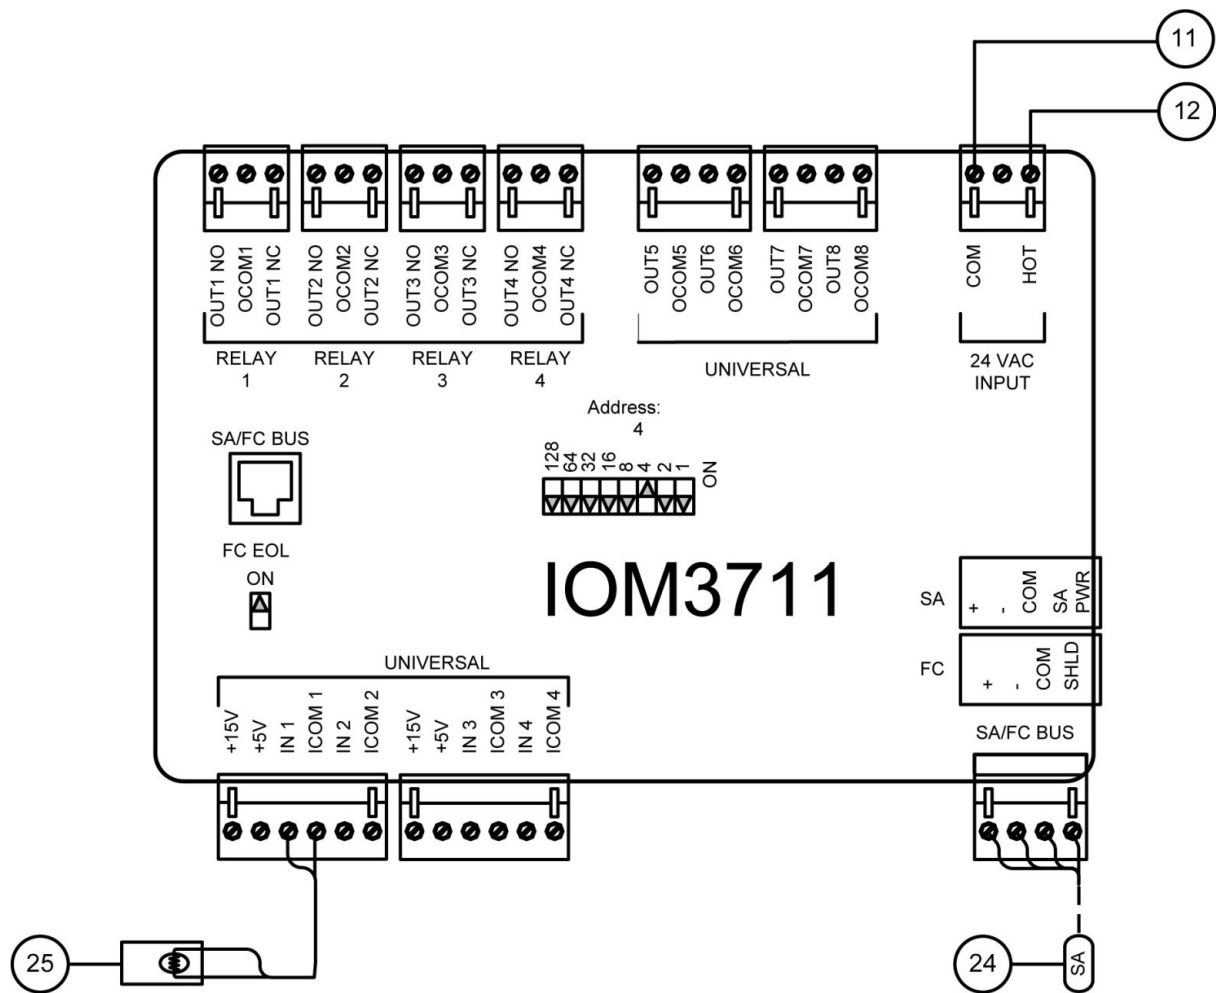 11
12
OUT1 NO
OCOM1
OUT1 NC
OUT2 NO
OCOM2
OUT2 NC
OUT3 NO
OCOM3
OUT3 NC
OUT4 NO
OCOM4
OUT4 NC
OUT5
OCOM5
OUT6
OCOM6
OUT7
OCOM7
OUT8
OCOM8
COM
HOT
RELAY
1
RELAY
2
RELAY
3
RELAY
4
UNIVERSAL
24 VAC
INPUT
Address:
4
SA/FC BUS
128
64
32
16
8
4
2
1
ON
FC EOL
ON
IOM3711
SA
+
-
COM
SA
PWR
FC
+
-
COM
SHLD
SA/FC BUS
UNIVERSAL
+15V
+5V
IN 1
ICOM 1
IN 2
ICOM 2
+15V
+5V
IN 3
ICOM 3
IN 4
ICOM 4
25
24
SA